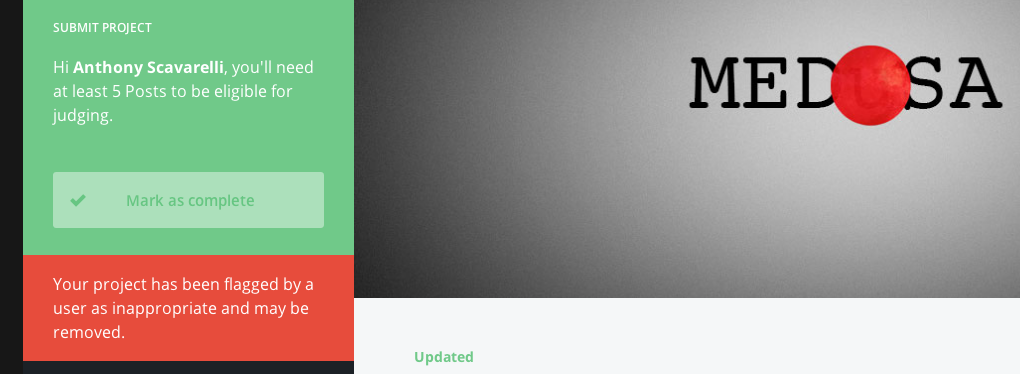 SUBMIT PROJECT
Hi Anthony Scavarelli, you'll need
at least 5 Posts to be eligible for
judging.
Mark as complete
Your project has been flagged by a
user as inappropriate and may be
removed.
MEDUSA
Updated